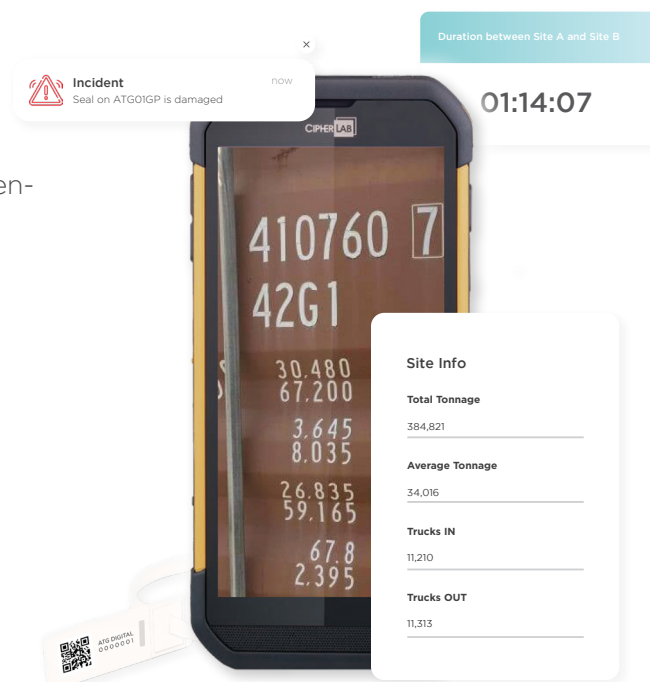 Duration between Site A and Site B
01:14:07
Incident
now
Seal on ATG01GP is damaged
en-
CIPHERLAB
410760 7
42G1
30.480
67.200
3.645
8.035
26.835
59.165
67.8
2.395
Site Info
Total Tonnage
384,821
Average Tonnage
34,016
Trucks IN
11,210
Trucks OUT
11,313
ATG DIGITAL
0000001